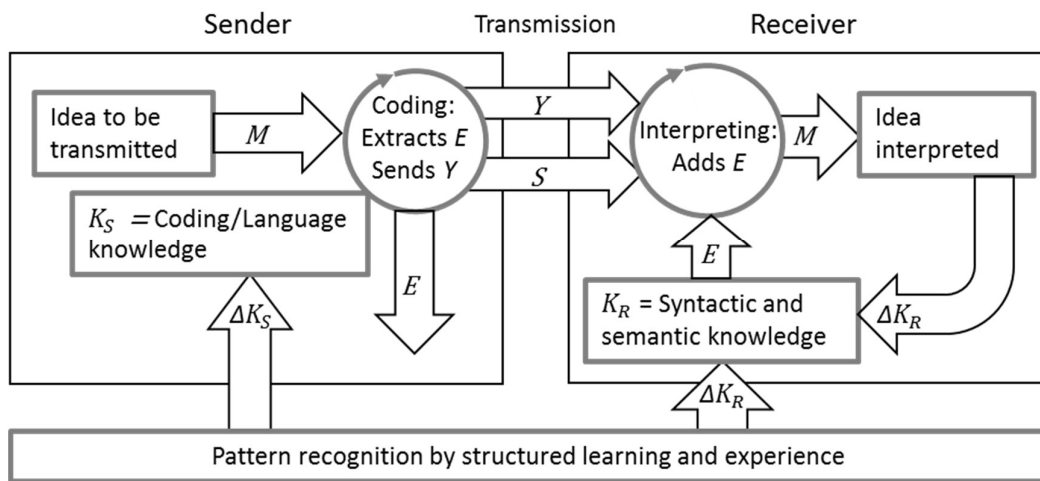 Sender
Transmission
Receiver
Idea to be
transmitted
M
Coding:
Extracts E
Sends Y
Y
S
Interpreting:
Adds E
M
Idea
interpreted
K_S = Coding/Language
knowledge
E
E
K_R = Syntactic and
semantic knowledge
ΔK_S
ΔK_R
ΔK_R
Pattern recognition by structured learning and experience